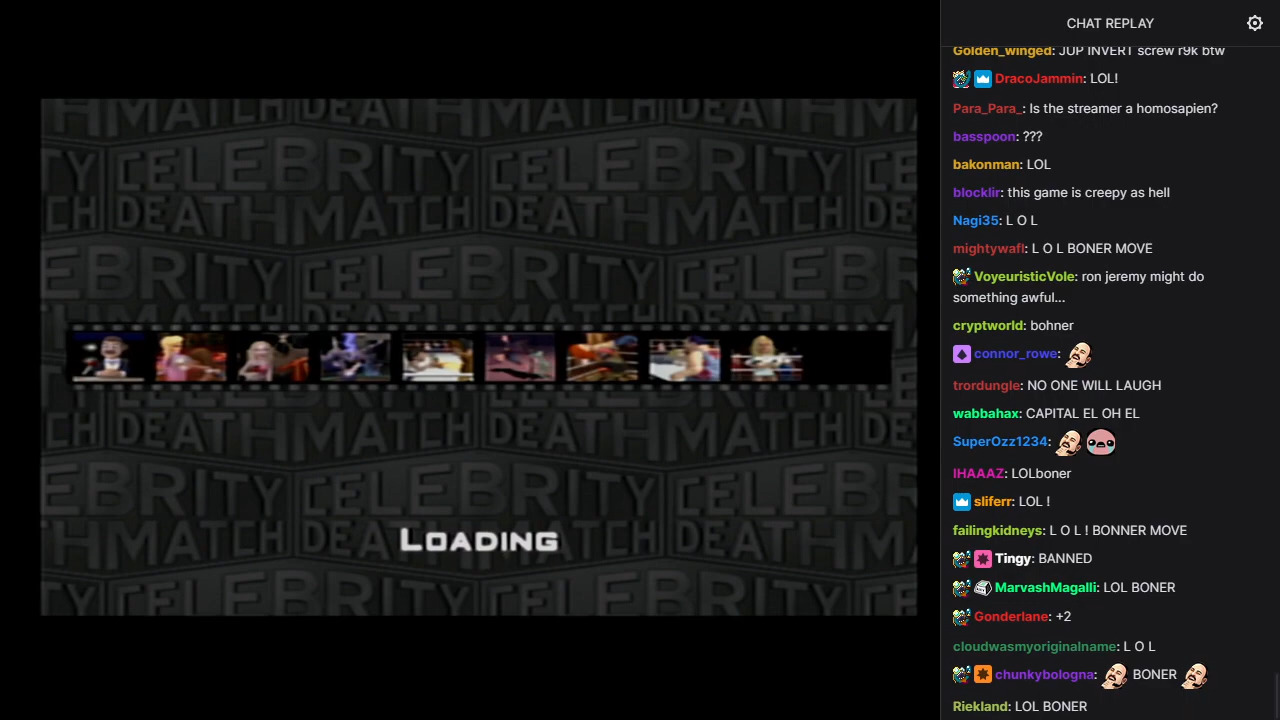 CHAT REPLAY
Golden_winged: JUP INVERT screw r9k btw
DracoJammin: LOL!
Para_Para_: Is the streamer a homosapien?
basspoon: ???
bakonman: LOL
blocklir: this game is creepy as hell
Nagi35: L O L
mightywafl: L O L BONER MOVE
VoyeuristicVole: ron jeremy might do
something awful...
cryptworld: bohner
connor_rowe:
trordungle: NO ONE WILL LAUGH
wabbahax: CAPITAL EL OH EL
SuperOzz1234:
IHAAAZ: LOLboner
sliferr: LOL !
failingkidneys: L O L ! BONNER MOVE
Tingy: BANNED
MarvashMagalli: LOL BONER
Gonderlane: +2
cloudwasmyoriginalname: L O L
chunkybologna: BONER
Riekland: LOL BONER
CELEBRITY
DEATHMATCH
LOADING